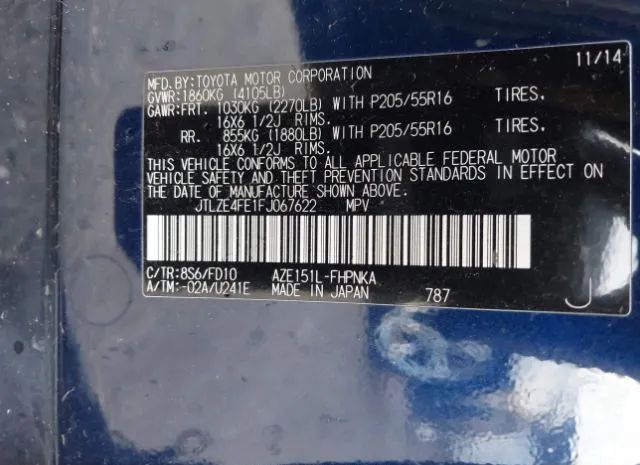 11/14
MFD.BY:TOYOTA MOTOR CORPORATION
GVWR:1860KG (4105LB)
GAWR:FRT. 1030KG (2270LB) WITH P205/55R16 TIRES,
16X6 1/2J RIMS.
RR. 855KG (1880LB) WITH P205/55R16 TIRES,
16X6 1/2J RIMS.
THIS VEHICLE CONFORMS TO ALL APPLICABLE FEDERAL MOTOR
VEHICLE SAFETY AND THEFT PREVENTION STANDARDS IN EFFECT ON
THE DATE OF MANUFACTURE SHOWN ABOVE.
JTLZE4FE1FJ067622 MPV
C/TR:8S6/FD10 AZE151L-FHPNKA
A/TM:-02A/U241E MADE IN JAPAN 787
J